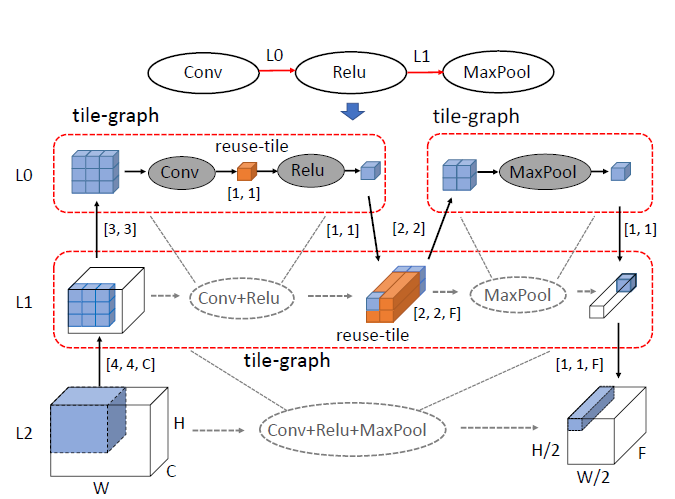 L0
L1
Conv
Relu
MaxPool
tile-graph
tile-graph
reuse-tile
L0
Conv
Relu
MaxPool
[1, 1]
[3, 3]
[1, 1]
[2, 2]
[1, 1]
L1
Conv+Relu
MaxPool
[2, 2, F]
reuse-tile
tile-graph
[4, 4, C]
[1, 1, F]
L2
H
Conv+Relu+MaxPool
H/2
F
C
W
W/2